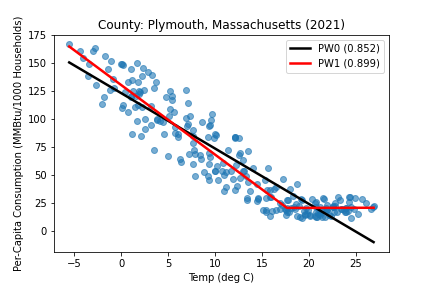 County: Plymouth, Massachusetts (2021)
Per-Capita Consumption (MMBtu/1000 Households)
175
150
125
100
75
50
25
0
PW0 (0.852)
PW1 (0.899)
−5 0 5 10 15 20 25
Temp (deg C)